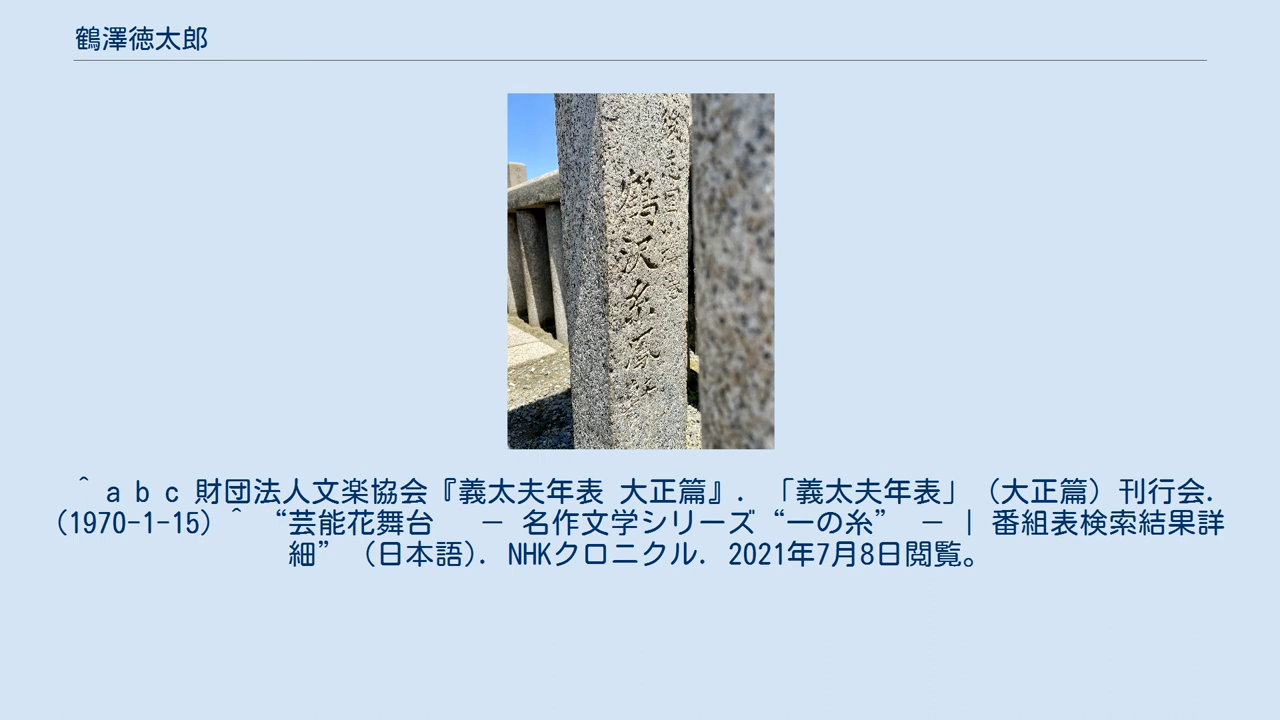 鶴澤徳太郎
鶴沢糸鳳
^ a b c 財団法人文楽協会『義太夫年表 大正篇』. 「義太夫年表」（大正篇）刊行会.
(1970-1-15) ^ “芸能花舞台 － 名作文学シリーズ“一の糸” － | 番組表検索結果詳
細” (日本語). NHKクロニクル. 2021年7月8日閲覧。